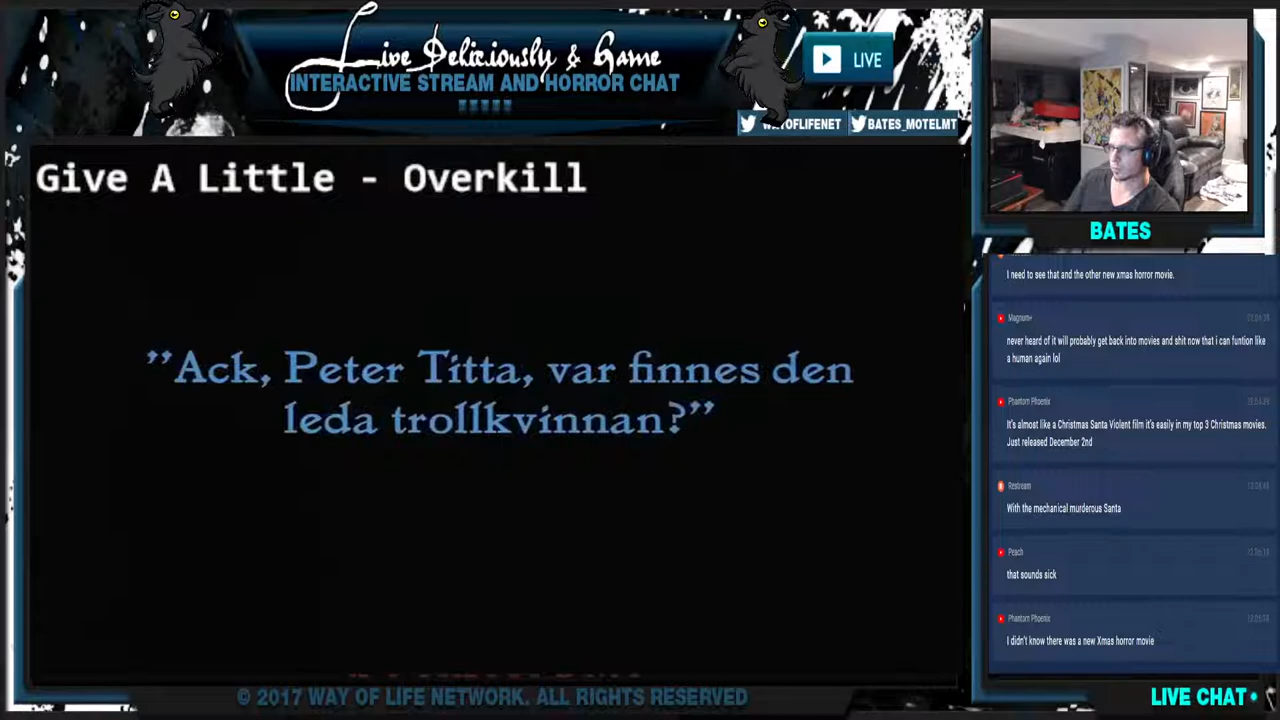 Live Deliciously & Game
INTERACTIVE STREAM AND HORROR CHAT
LIVE
WAYOFLIFENET
BATES_MOTELMT
Give A Little - Overkill
”Ack, Peter Titta, var finnes den
leda trollkvinnan?”
© 2017 WAY OF LIFE NETWORK. ALL RIGHTS RESERVED
BATES
I need to see that and the other new xmas horror movie.
Magnum
never heard of it will probably get back into movies and shit now that i can funtion like
a human again lol
Phantom Phoenix
It's almost like a Christmas Santa Violent film it's easily in my top 3 Christmas movies.
Just released December 2nd
Restream
With the mechanical murderous Santa
Peach
that sounds sick
Phantom Phoenix
I didn't know there was a new Xmas horror movie
LIVE CHAT